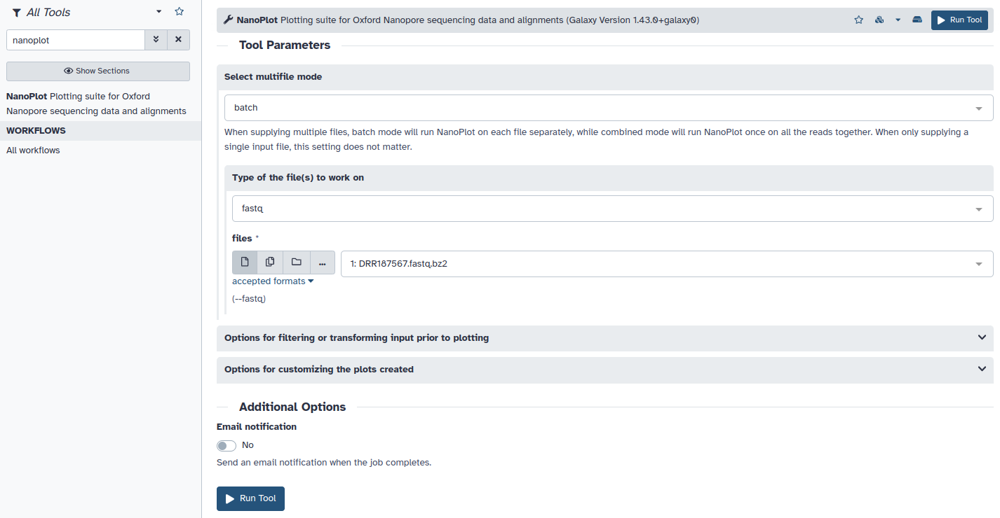 All Tools
nanoplot
Show Sections
NanoPlot Plotting suite for Oxford
Nanopore sequencing data and alignments
WORKFLOWS
All workflows
NanoPlot Plotting suite for Oxford Nanopore sequencing data and alignments (Galaxy Version 1.43.0+galaxy0)
Run Tool
Tool Parameters
Select multifile mode
batch
When supplying multiple files, batch mode will run NanoPlot on each file separately, while combined mode will run NanoPlot once on all the reads together. When only supplying a
single input file, this setting does not matter.
Type of the file(s) to work on
fastq
files *
...
1: DRR187567.fastq.bz2
accepted formats
(--fastq)
Options for filtering or transforming input prior to plotting
Options for customizing the plots created
Additional Options
Email notification
No
Send an email notification when the job completes.
Run Tool